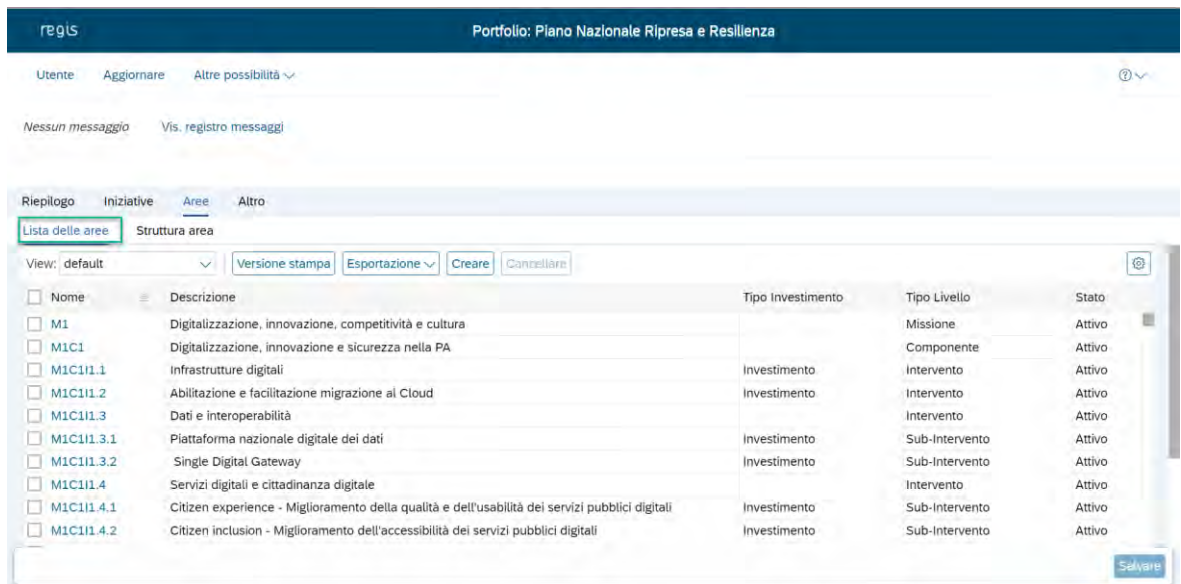 regis Portfolio: Piano Nazionale Ripresa e Resilienza
Utente Aggiornare Altre possibilità
Nessun messaggio Vis. registro messaggi
Riepilogo Iniziative Aree Altro
Lista delle aree Struttura area
View: default Versione stampa Esportazione Creare Cancellare
Nome Descrizione Tipo Investimento Tipo Livello Stato
M1 Digitalizzazione, innovazione, competitività e cultura Missione Attivo
M1C1 Digitalizzazione, innovazione e sicurezza nella PA Componente Attivo
M1C1I1.1 Infrastrutture digitali Investimento Intervento Attivo
M1C1I1.2 Abilitazione e facilitazione migrazione al Cloud Investimento Intervento Attivo
M1C1I1.3 Dati e interoperabilità Intervento Attivo
M1C1I1.3.1 Piattaforma nazionale digitale dei dati Investimento Sub-Intervento Attivo
M1C1I1.3.2 Single Digital Gateway Investimento Sub-Intervento Attivo
M1C1I1.4 Servizi digitali e cittadinanza digitale Intervento Attivo
M1C1I1.4.1 Citizen experience - Miglioramento della qualità e dell'usabilità dei servizi pubblici digitali Investimento Sub-Intervento Attivo
M1C1I1.4.2 Citizen inclusion - Miglioramento dell'accessibilità dei servizi pubblici digitali Investimento Sub-Intervento Attivo
Salvare